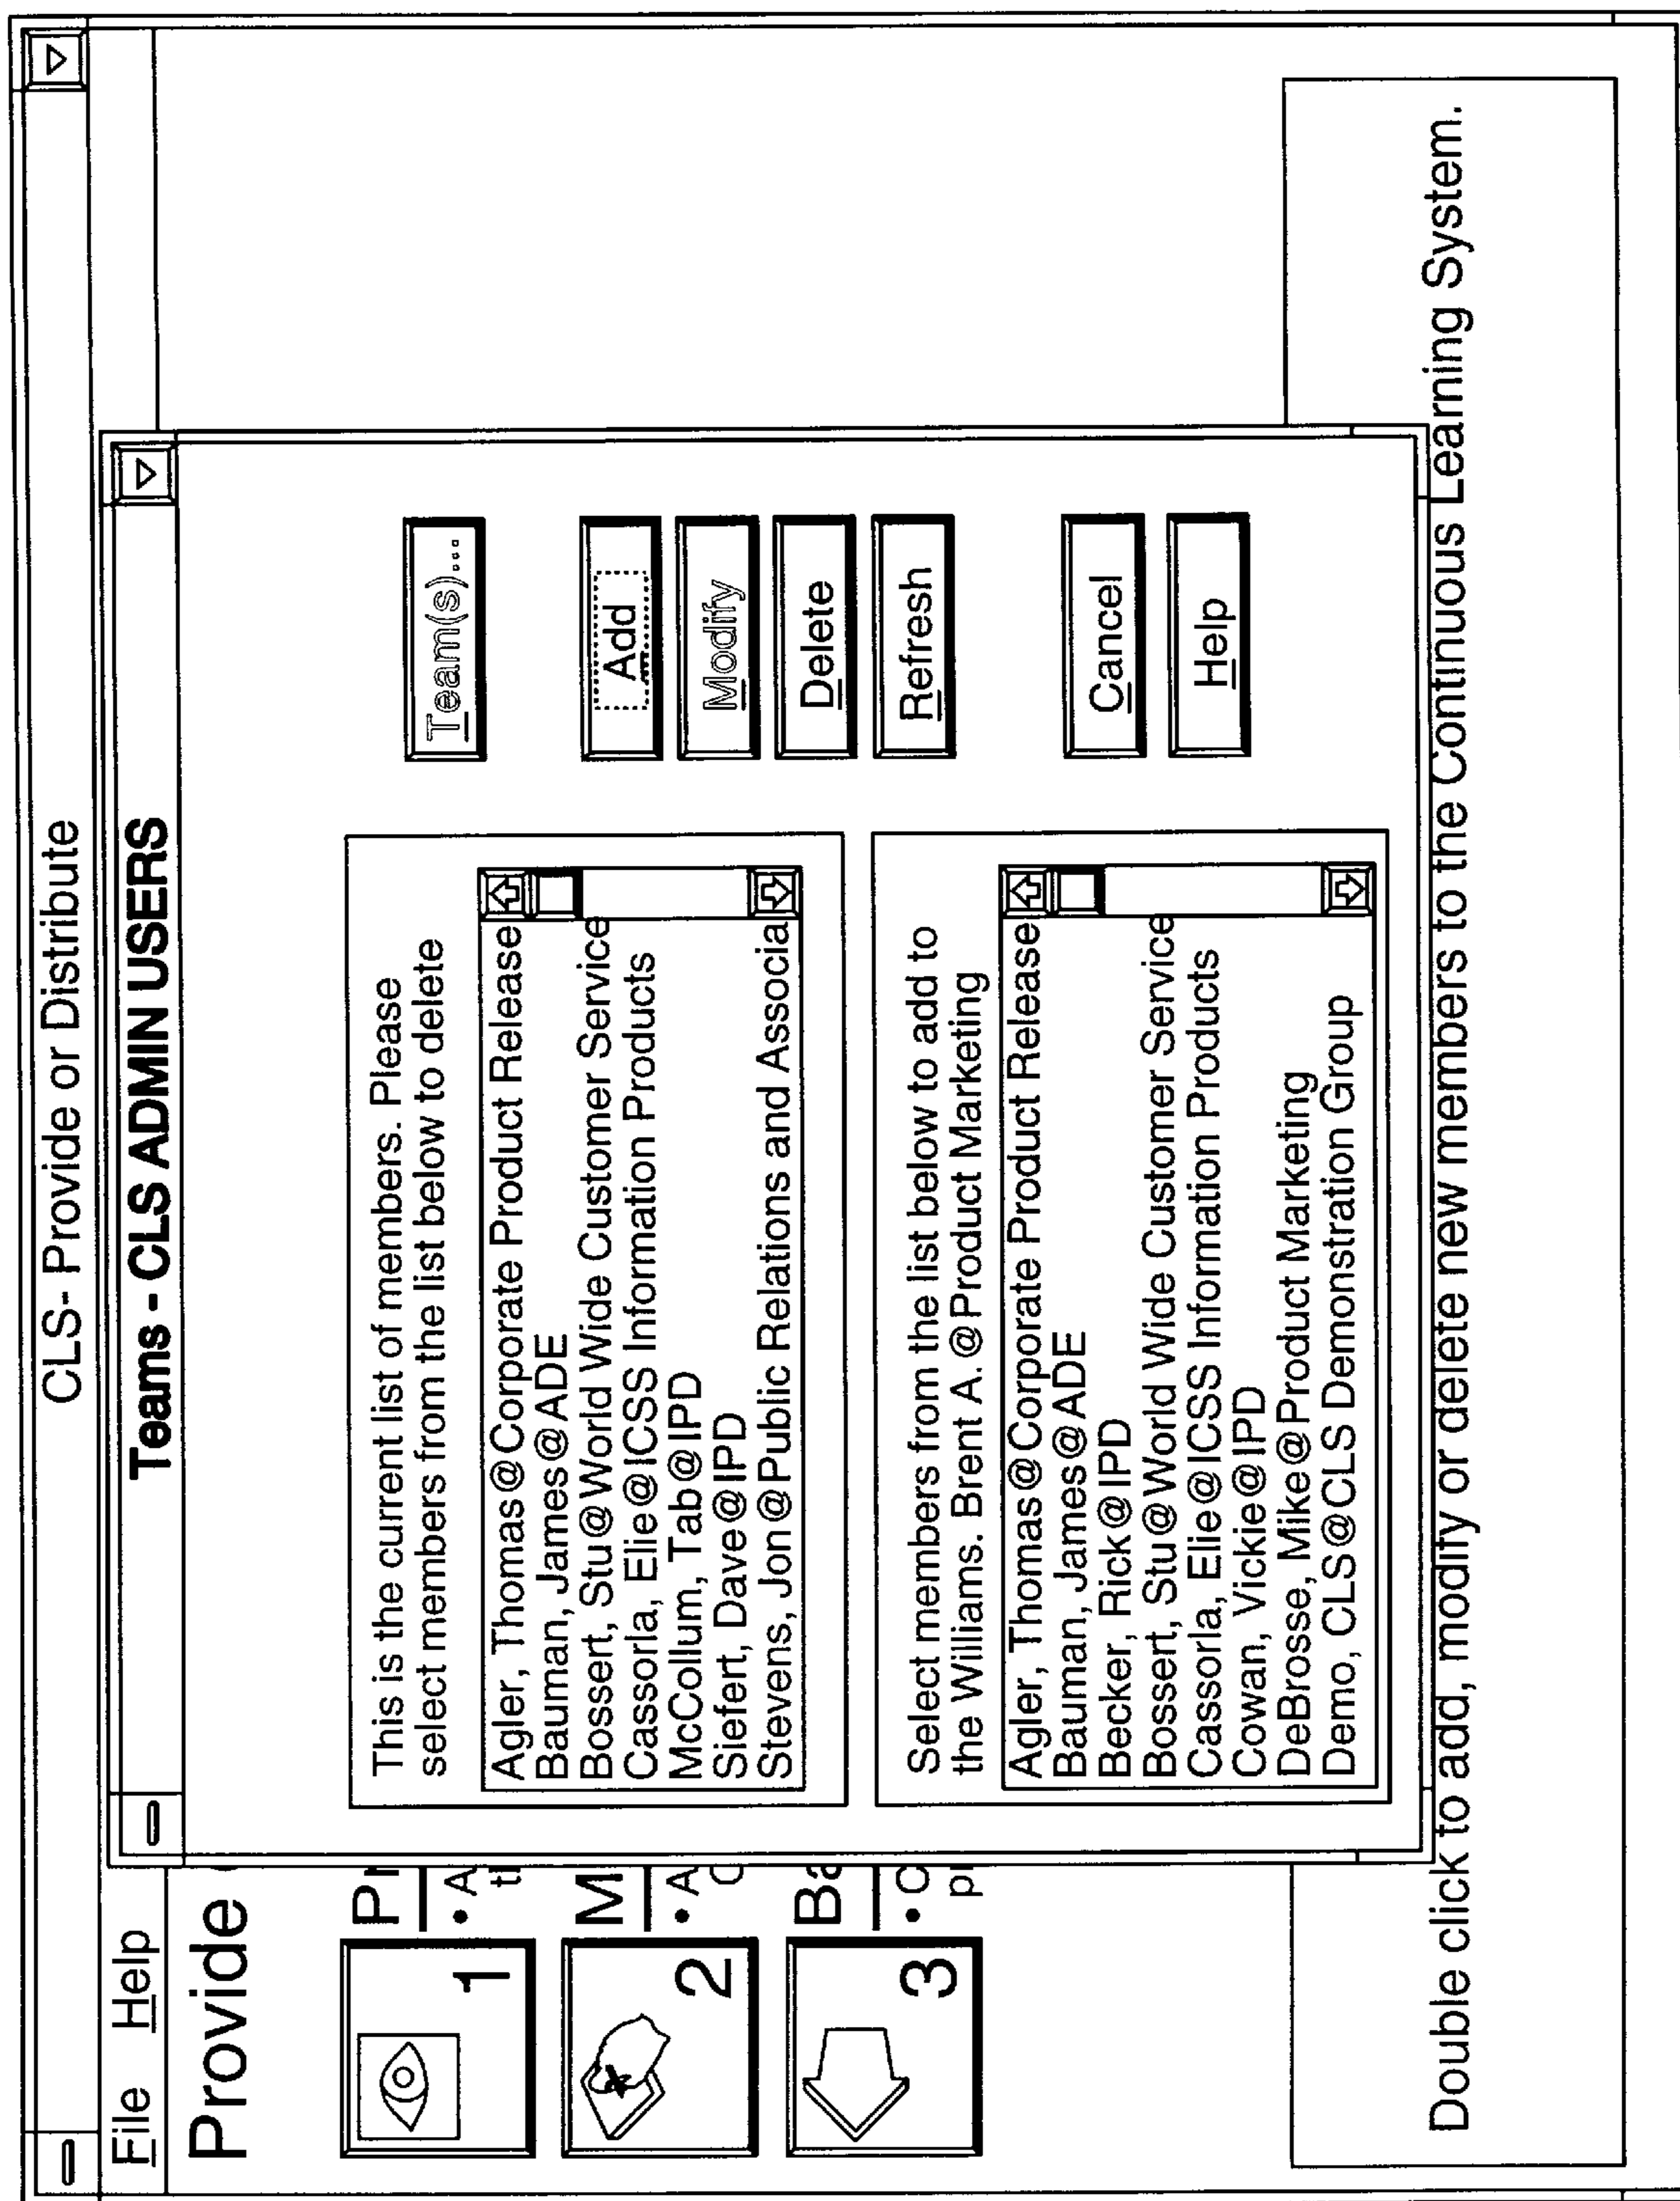 CLS- Provide or Distribute
File Help
Provide
1
Pr
• A
2
M
• A
3
Ba
• C
Teams - CLS ADMIN USERS
This is the current list of members. Please
select members from the list below to delete
Agler, Thomas@Corporate Product Release
Bauman, James@ADE
Bossert, Stu@World Wide Customer Service
Cassorla, Elie@ICSS Information Products
McCollum, Tab@IPD
Siefert, Dave@IPD
Stevens, Jon@Public Relations and Associa
Select members from the list below to add to
the Williams. Brent A.@Product Marketing
Agler, Thomas@Corporate Product Release
Bauman, James@ADE
Becker, Rick@IPD
Bossert, Stu@World Wide Customer Service
Cassorla, Elie@ICSS Information Products
Cowan, Vickie@IPD
DeBrosse, Mike@Product Marketing
Demo, CLS@CLS Demonstration Group
Team(s)...
Add
Modify
Delete
Refresh
Cancel
Help
Double click to add, modify or delete new members to the Continuous Learning System.